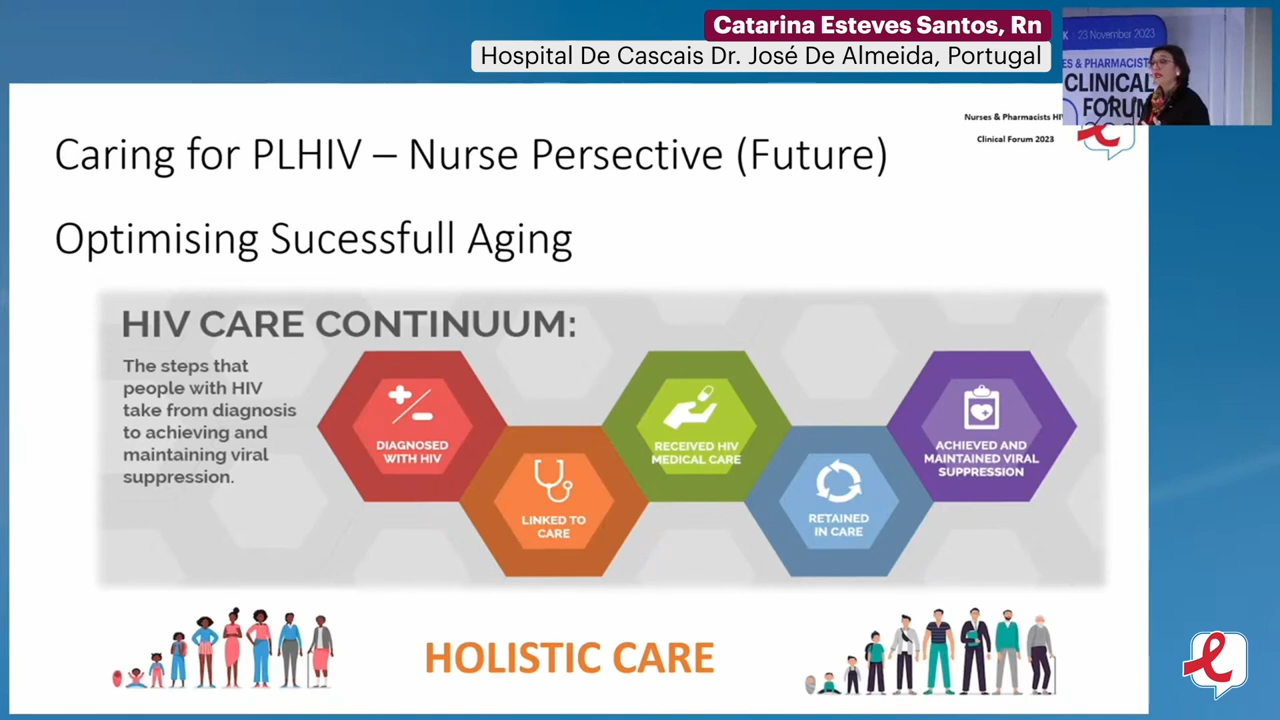 Catarina Esteves Santos, Rn
Hospital De Cascais Dr. José De Almeida, Portugal
23 November 2023
ES & PHARMACIST
CLINICAL
FORUM
Nurses & Pharmacists HI
Clinical Forum 2023
Caring for PLHIV – Nurse Persective (Future)
Optimising Sucessfull Aging
HIV CARE CONTINUUM:
The steps that
people with HIV
take from diagnosis
to achieving and
maintaining viral
suppression.
DIAGNOSED
WITH HIV
LINKED TO
CARE
RECEIVED HIV
MEDICAL CARE
RETAINED
IN CARE
ACHIEVED AND
MAINTAINED VIRAL
SUPPRESSION
HOLISTIC CARE